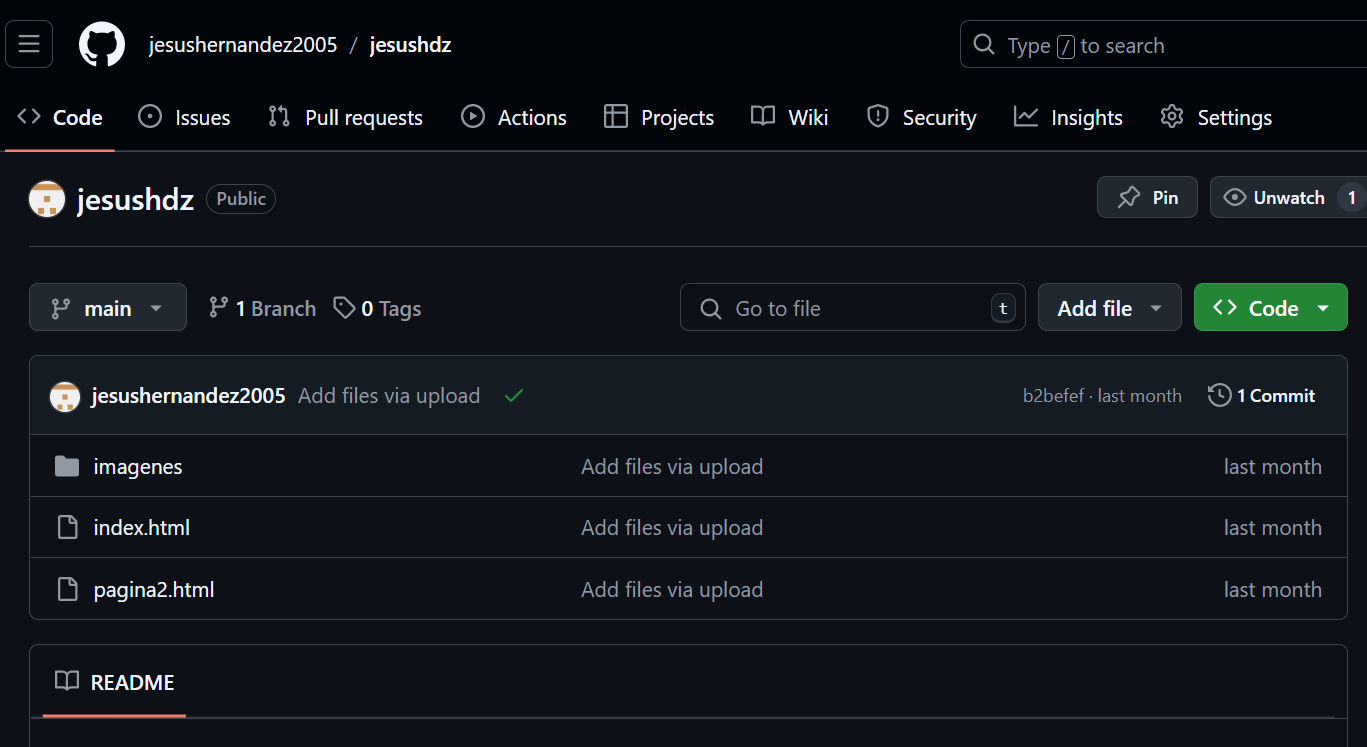 jesushernandez2005 / jesushdz
Type / to search
Code Issues Pull requests Actions Projects Wiki Security Insights Settings
jesushdz Public
Pin Unwatch 1
main 1 Branch 0 Tags
Go to file t Add file Code
jesushernandez2005 Add files via upload b2befef · last month 1 Commit
imagenes Add files via upload last month
index.html Add files via upload last month
pagina2.html Add files via upload last month
README